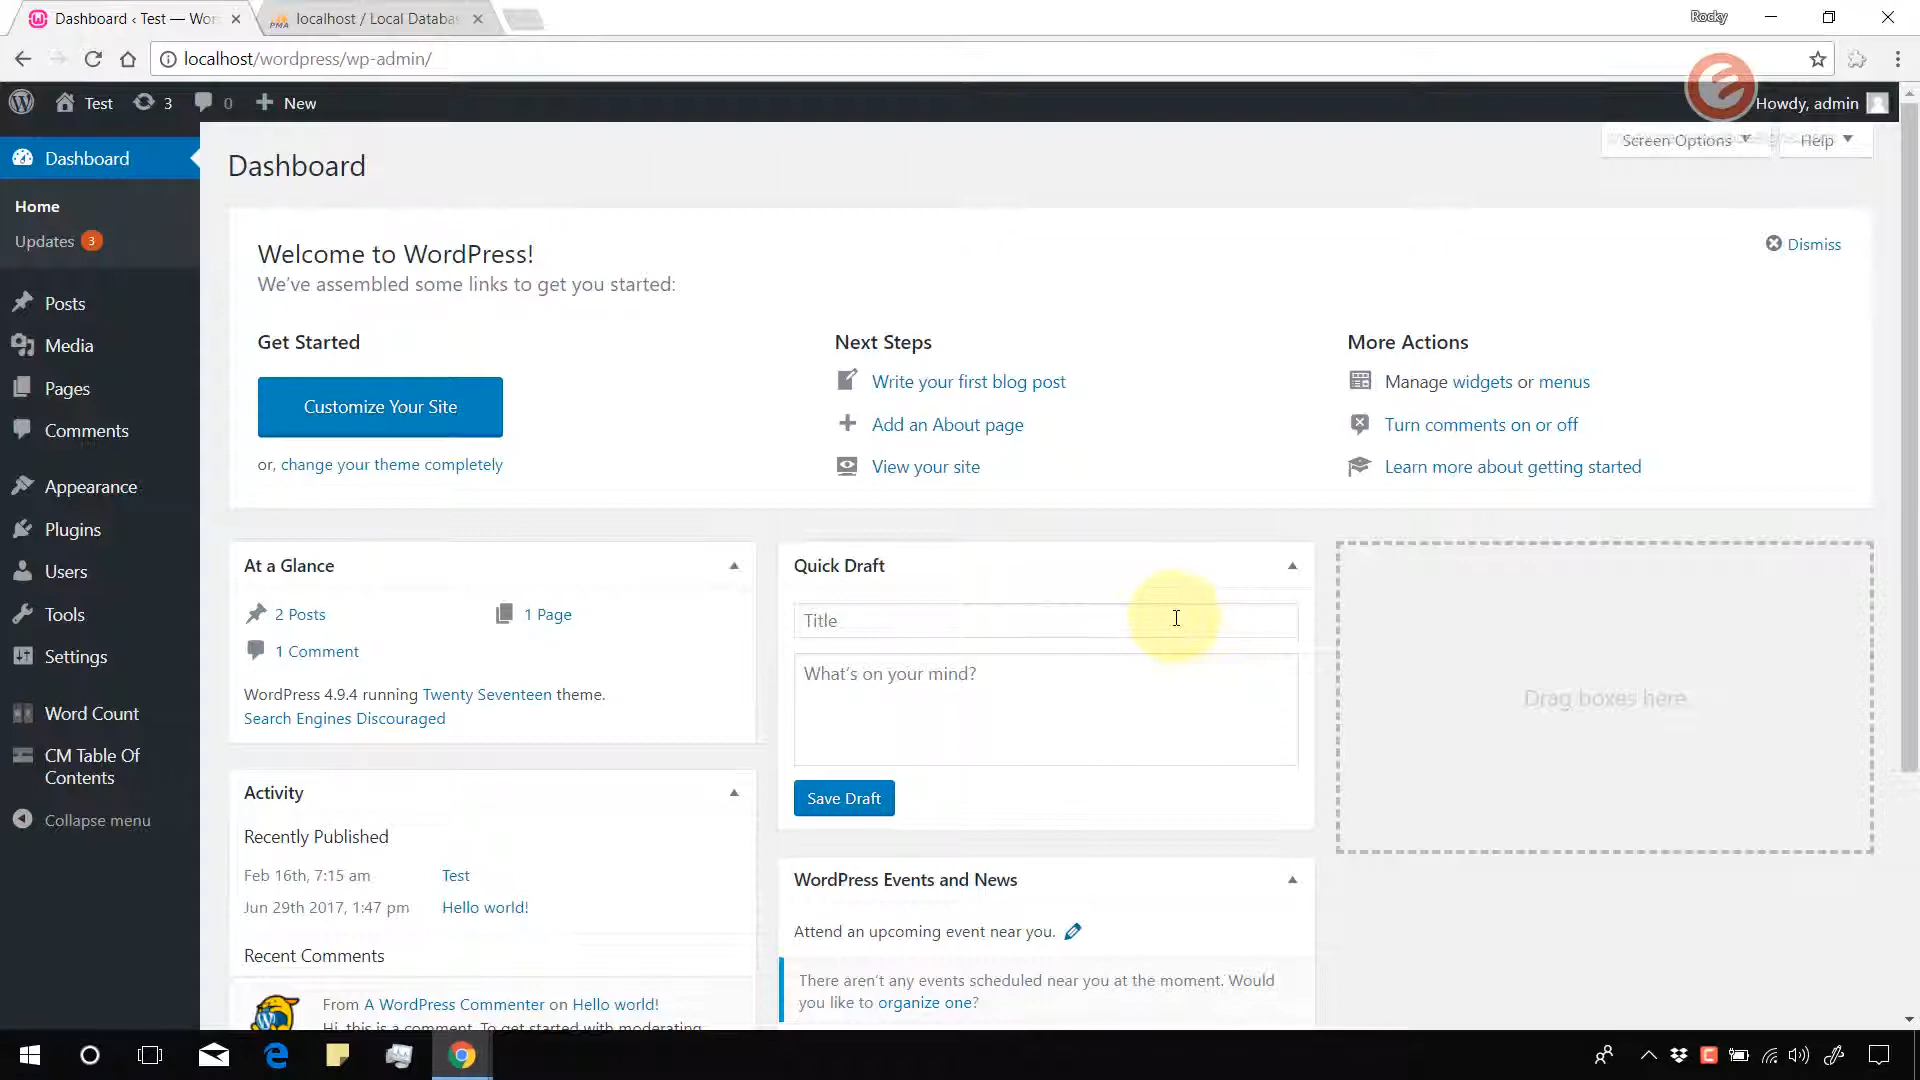 Dashboard ‹ Test — Wor
localhost / Local Databas
Rocky
localhost/wordpress/wp-admin/
Test
3
0
New
Howdy, admin
Dashboard
Home
Updates 3
Posts
Media
Pages
Comments
Appearance
Plugins
Users
Tools
Settings
Word Count
CM Table Of
Contents
Collapse menu
Dashboard
Screen Options
Help
Welcome to WordPress!
We've assembled some links to get you started:
Dismiss
Get Started
Customize Your Site
or, change your theme completely
Next Steps
Write your first blog post
Add an About page
View your site
More Actions
Manage widgets or menus
Turn comments on or off
Learn more about getting started
At a Glance
2 Posts
1 Page
1 Comment
WordPress 4.9.4 running Twenty Seventeen theme.
Search Engines Discouraged
Activity
Recently Published
Feb 16th, 7:15 am Test
Jun 29th 2017, 1:47 pm Hello world!
Recent Comments
From A WordPress Commenter on Hello world!
Hi, this is a comment. To get started with moderating,
Quick Draft
Title
What's on your mind?
Save Draft
WordPress Events and News
Attend an upcoming event near you.
There aren't any events scheduled near you at the moment. Would
you like to organize one?
Drag boxes here